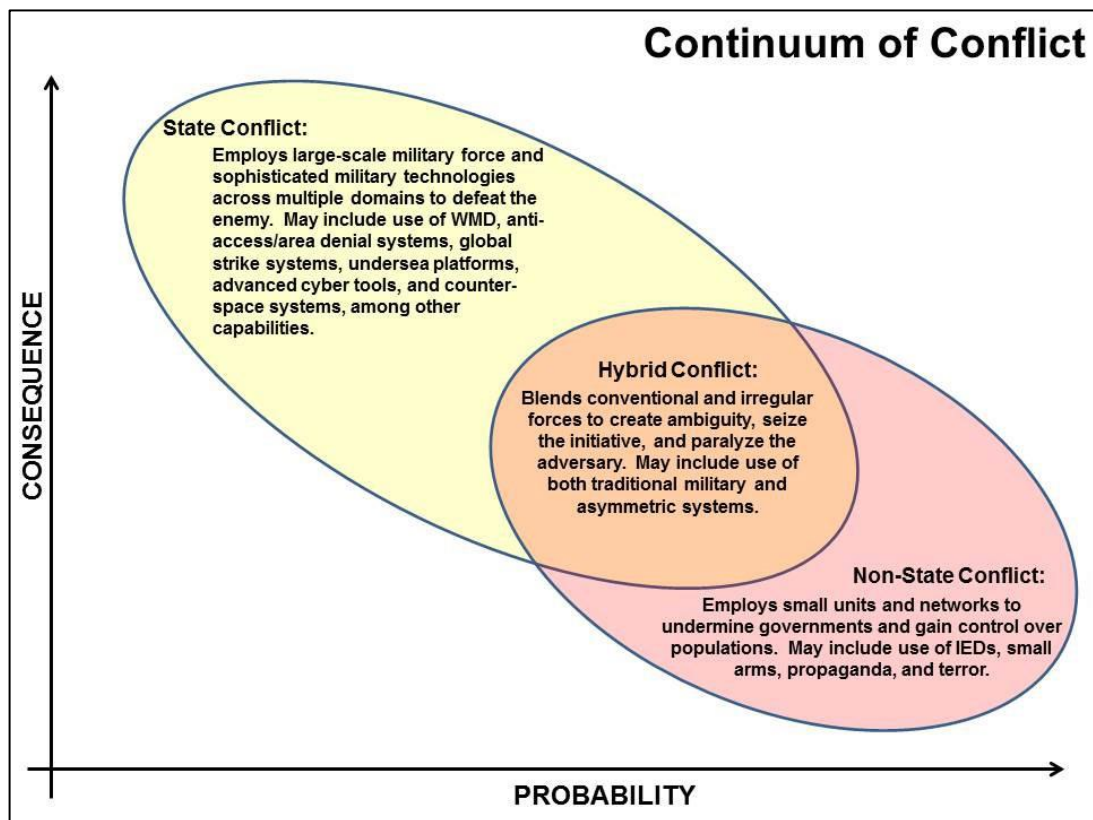 Continuum of Conflict
State Conflict:
Employs large-scale military force and
sophisticated military technologies
across multiple domains to defeat the
enemy. May include use of WMD, anti-
access/area denial systems, global
strike systems, undersea platforms,
advanced cyber tools, and counter-
space systems, among other
capabilities.
CONSEQUENCE
Hybrid Conflict:
Blends conventional and irregular
forces to create ambiguity, seize
the initiative, and paralyze the
adversary. May include use of
both traditional military and
asymmetric systems.
Non-State Conflict:
Employs small units and networks to
undermine governments and gain control over
populations. May include use of IEDs, small
arms, propaganda, and terror.
PROBABILITY